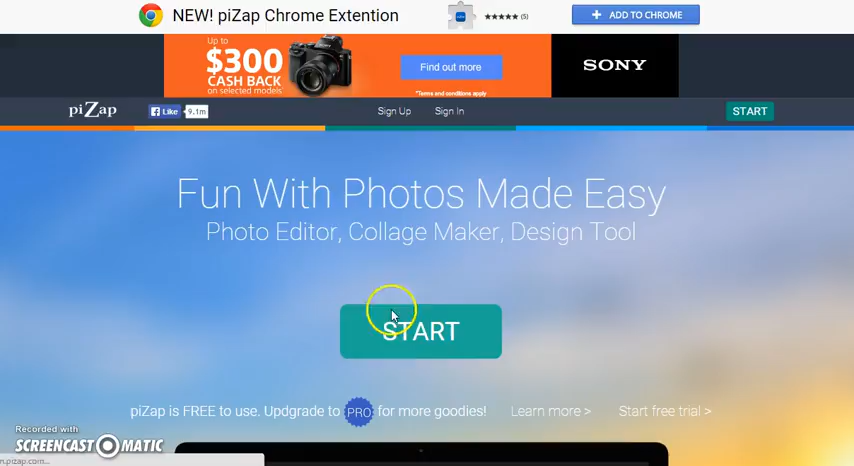 NEW! piZap Chrome Extention
(5)
ADD TO CHROME
Up to
$300
CASH BACK
on selected models*
Find out more
*Terms and conditions apply
SONY
piZap
Like
9.1m
Sign Up
Sign In
START
Fun With Photos Made Easy
Photo Editor, Collage Maker, Design Tool
START
piZap is FREE to use. Updgrade to PRO for more goodies!
Learn more >
Start free trial >
Recorded with
SCREENCAST MATIC
n.pizap.com...